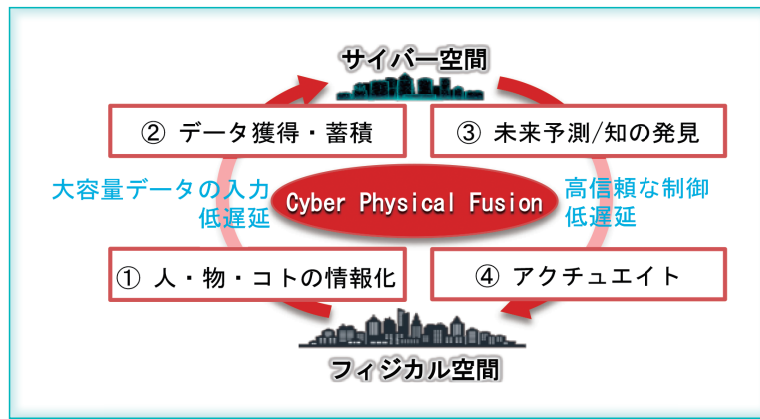 サイバー空間
② データ獲得・蓄積
③ 未来予測/知の発見
大容量データの入力
低遅延
Cyber Physical Fusion
高信頼な制御
低遅延
① 人・物・コトの情報化
④ アクチュエイト
フィジカル空間